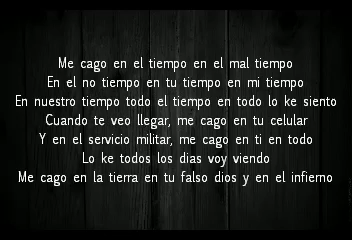 Me cago en el tiempo en el mal tiempo
En el no tiempo en tu tiempo en mi tiempo
En nuestro tiempo todo el tiempo en todo lo ke siento
Cuando te veo llegar, me cago en tu celular
Y en el servicio militar, me cago en ti en todo
Lo ke todos los dias voy viendo
Me cago en la tierra en tu falso dios y en el infierno